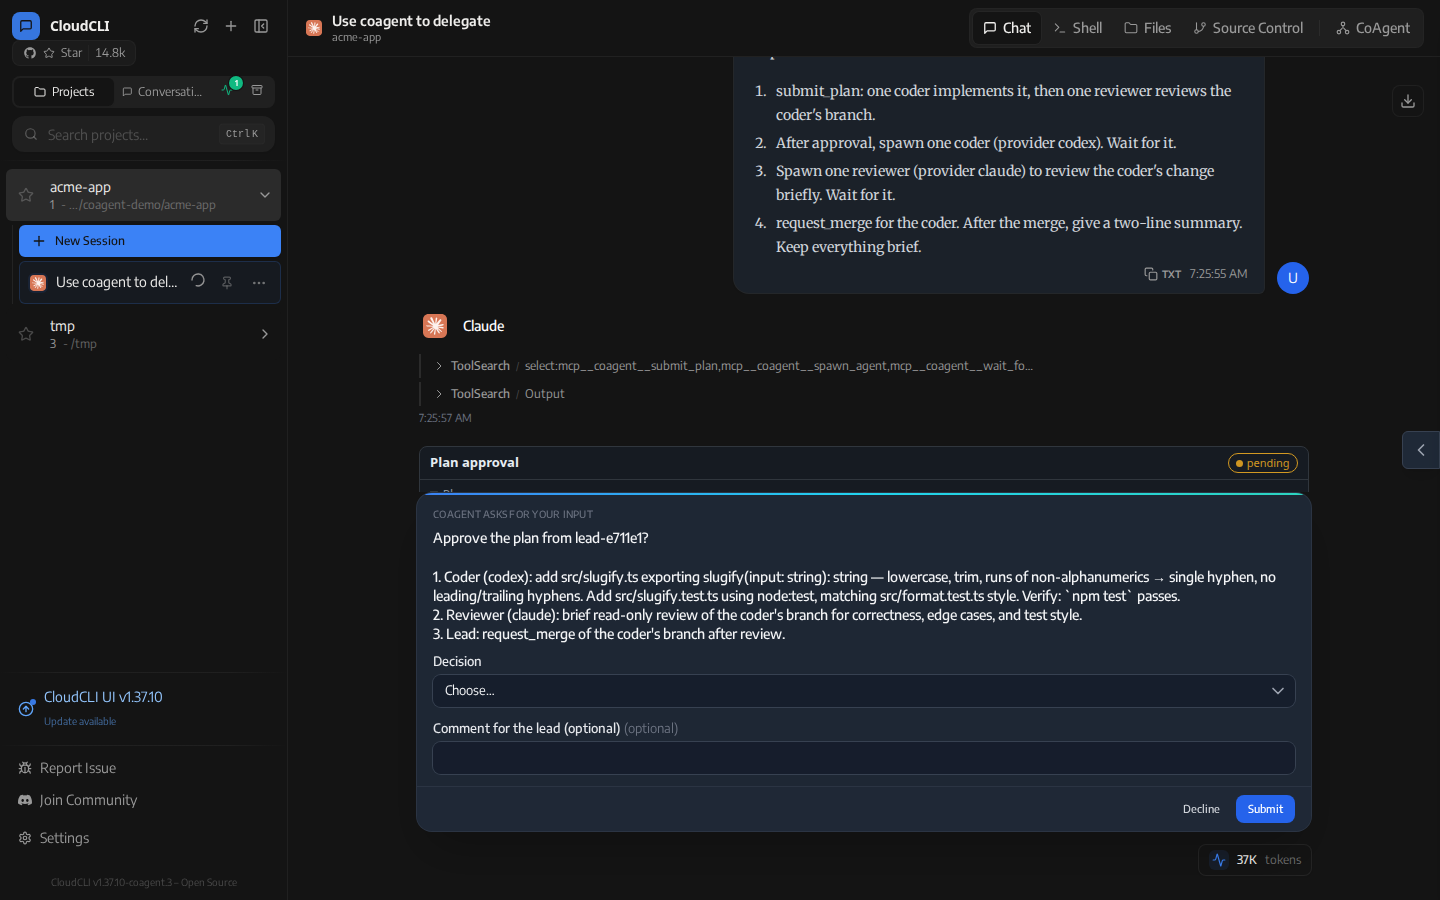 CloudCLI
Star 14.8k
Projects
Conversati...
1
Search projects...
Ctrl K
acme-app
1 - .../coagent-demo/acme-app
New Session
Use coagent to del...
tmp
3 - /tmp
CloudCLI UI v1.37.10
Update available
Report Issue
Join Community
Settings
CloudCLI v1.37.10-coagent.3 – Open Source
Use coagent to delegate
acme-app
Chat
Shell
Files
Source Control
CoAgent
1. submit_plan: one coder implements it, then one reviewer reviews the
coder's branch.
2. After approval, spawn one coder (provider codex). Wait for it.
3. Spawn one reviewer (provider claude) to review the coder's change
briefly. Wait for it.
4. request_merge for the coder. After the merge, give a two-line summary.
Keep everything brief.
TXT 7:25:55 AM
U
Claude
ToolSearch / select:mcp__coagent__submit_plan,mcp__coagent__spawn_agent,mcp__coagent__wait_fo...
ToolSearch / Output
7:25:57 AM
Plan approval
pending
COAGENT ASKS FOR YOUR INPUT
Approve the plan from lead-e711e1?
1. Coder (codex): add src/slugify.ts exporting slugify(input: string): string — lowercase, trim, runs of non-alphanumerics → single hyphen, no
leading/trailing hyphens. Add src/slugify.test.ts using node:test, matching src/format.test.ts style. Verify: `npm test` passes.
2. Reviewer (claude): brief read-only review of the coder's branch for correctness, edge cases, and test style.
3. Lead: request_merge of the coder's branch after review.
Decision
Choose...
Comment for the lead (optional) (optional)
Decline
Submit
37K tokens